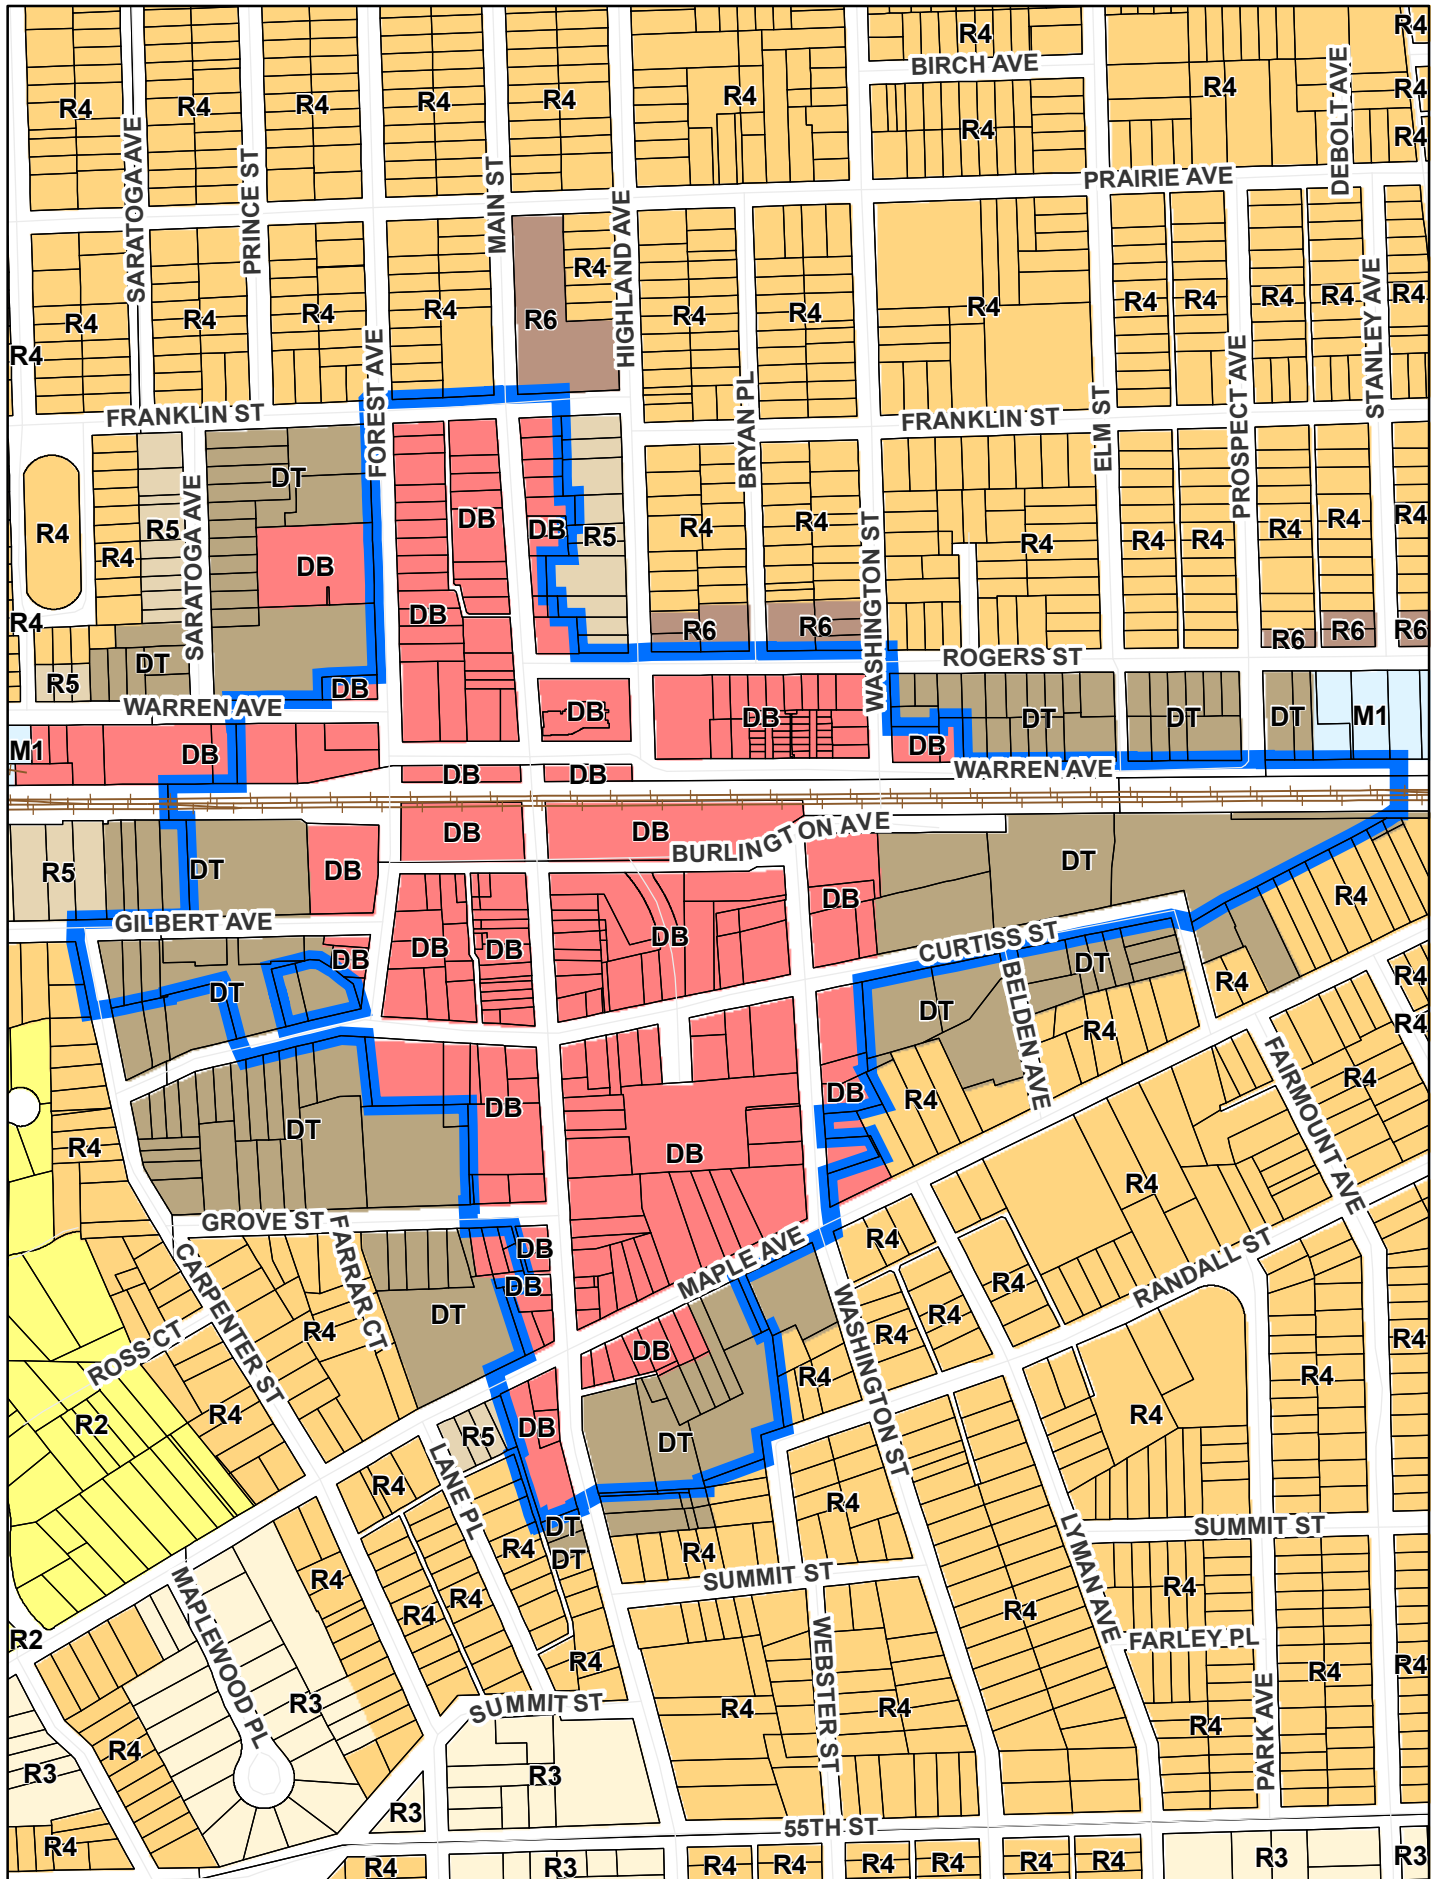 R4
R4
BIRCH AVE
R4
R4
R4
R4
R4
R4
R4
R4
R4
DEBOLT AVE
R4
R4
SARATOGA AVE
PRINCE ST
MAIN ST
PRAIRIE AVE
HIGHLAND AVE
R4
R4
R4
R4
R4
R4
R6
R4
R4
R4
R4
R4
R4
R4
R4
R4
STANLEY AVE
FOREST AVE
FRANKLIN ST
BRYAN PL
FRANKLIN ST
ELM ST
PROSPECT AVE
R4
R4
R5
SARATOGA AVE
DT
DB
DB
DB
DB
R5
R4
R4
WASHINGTON ST
R4
R4
R4
R4
R4
R4
R4
R5
DT
R6
R6
R6
R6
R6
ROGERS ST
DB
WARREN AVE
DB
DB
DT
DT
DT
M1
M1
DB
DB
WARREN AVE
DB
DB
DB
DB
BURLINGTON AVE
R5
DT
DB
DT
DB
R4
GILBERT AVE
DB
DB
DB
DB
CURTISS ST
DT
DT
DT
BELDEN AVE
R4
R4
R4
R4
R4
FAIRMOUNT AVE
DB
DB
R4
DT
R4
DB
R4
GROVE ST
FARRAR CT
CARPENTER ST
DB
DB
MAPLE AVE
R4
R4
RANDALL ST
ROSS CT
R4
DT
WASHINGTON ST
R4
R4
DB
R4
R4
R4
R2
R4
R5
DB
DT
R4
LANE PL
R4
R4
DT
DT
R4
R4
LYMAN AVE
SUMMIT ST
SUMMIT ST
MAPLEWOOD PL
R4
R4
R4
R4
R4
R2
WEBSTER ST
FARLEY PL
R4
R4
R4
R3
SUMMIT ST
R4
R4
R4
PARK AVE
R4
R3
R3
R3
55TH ST
R4
R4
R3
R4
R4
R4
R4
R4
R4
R3
R3